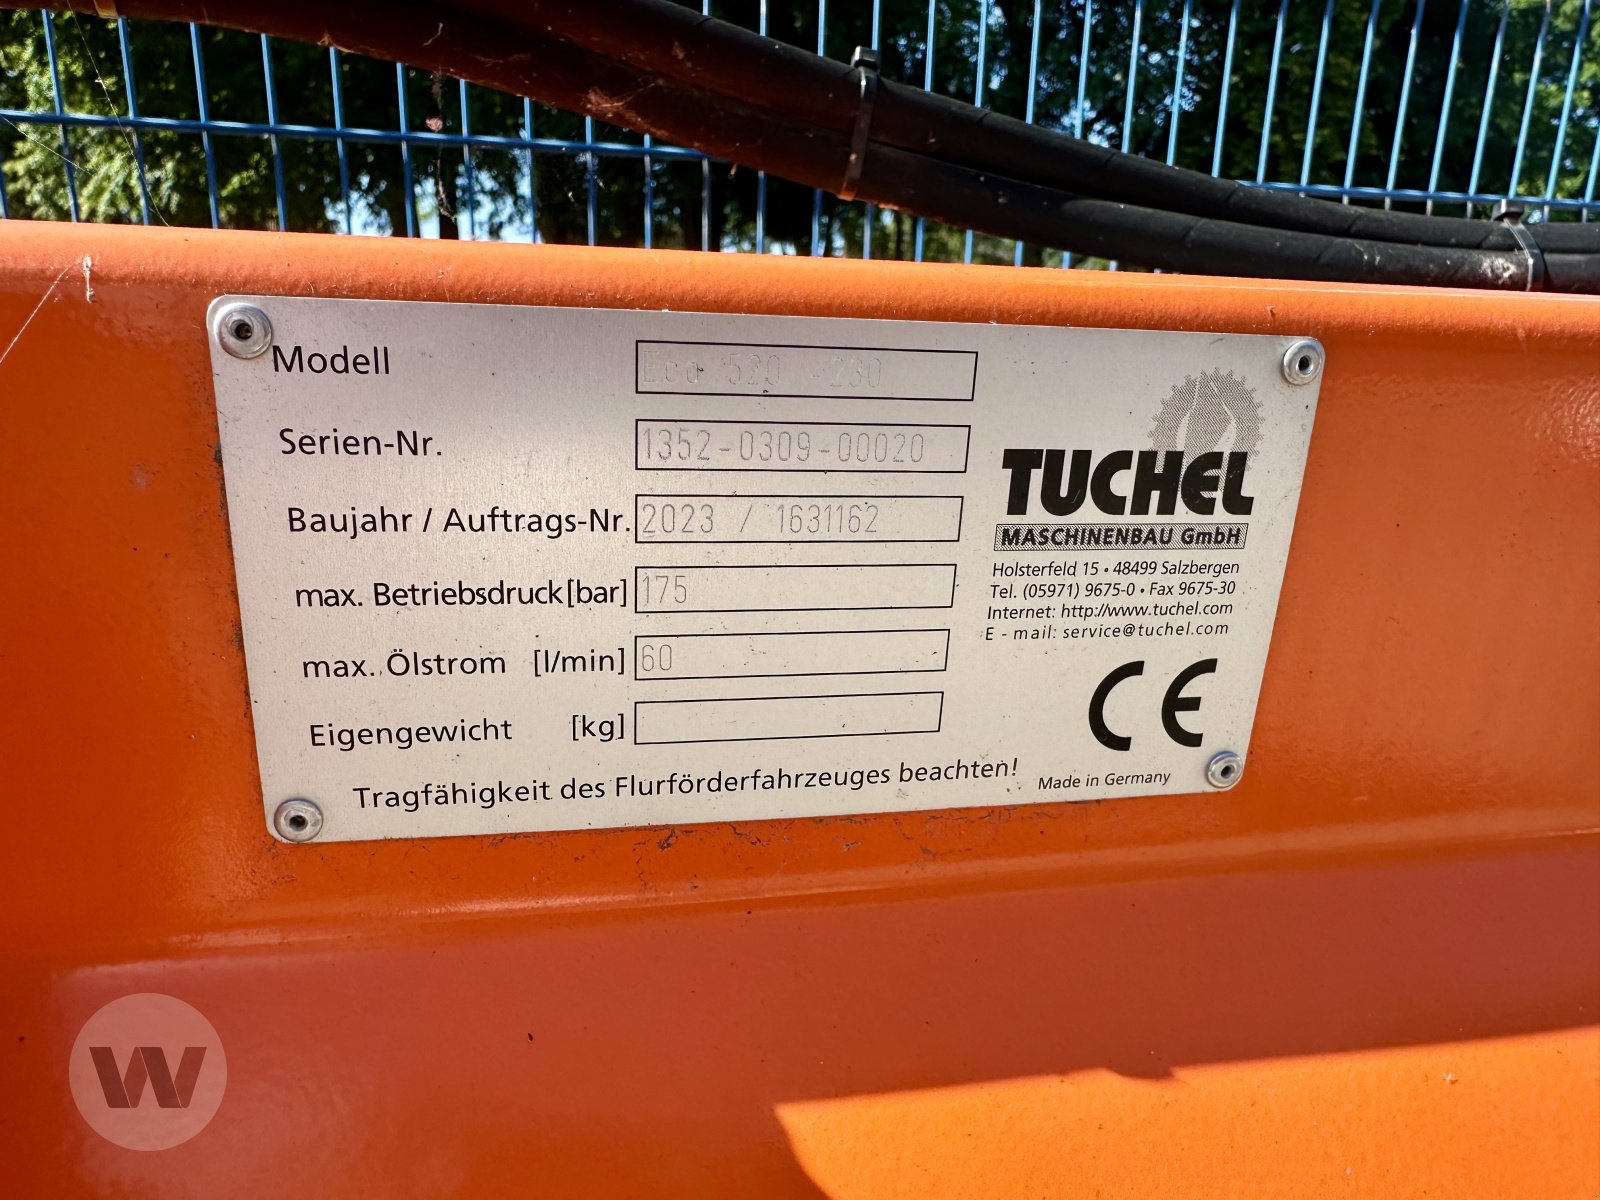 Modell Eco 520 -230
Serien-Nr. 1352-0309-00020
Baujahr / Auftrags-Nr. 2023 / 1631162
max. Betriebsdruck [bar] 175
max. Ölstrom [l/min] 60
Eigengewicht [kg]
Tragfähigkeit des Flurförderfahrzeuges beachten!
TUCHEL
MASCHINENBAU GmbH
Holsterfeld 15 • 48499 Salzbergen
Tel. (05971) 9675-0 • Fax 9675-30
Internet: http://www.tuchel.com
E - mail: service@tuchel.com
CE
Made in Germany
W